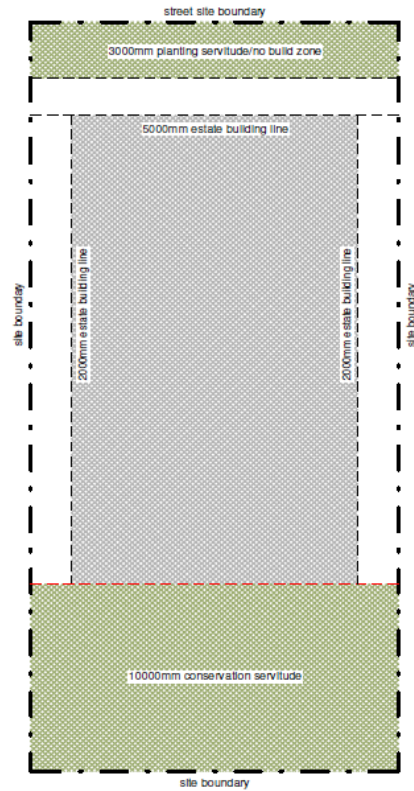 street site boundary
3000mm planting servitude/no build zone
5000mm estate building line
site boundary
2000mm estate building line
2000mm estate building line
site boundary
10000mm conservation servitude
site boundary